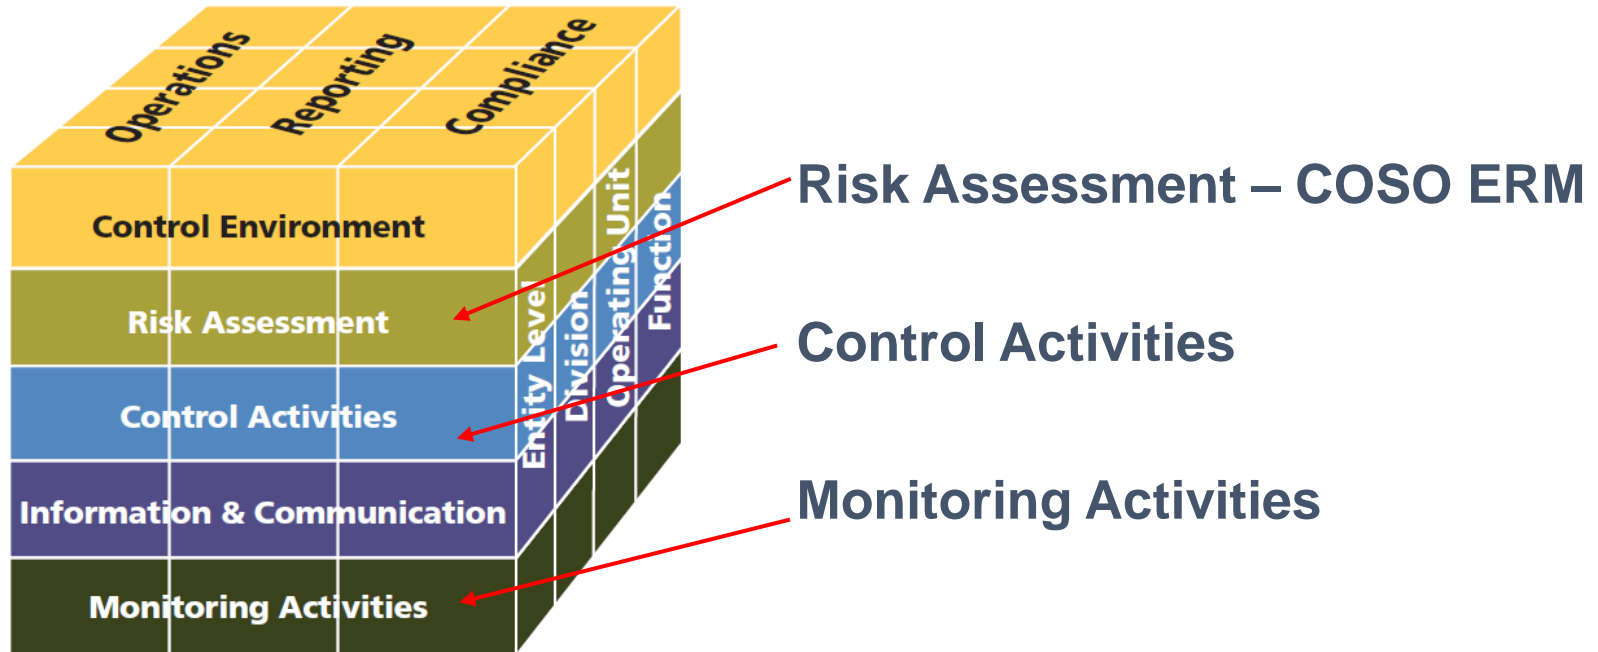 Operations
Reporting
Compliance
Control Environment
Risk Assessment
Control Activities
Information & Communication
Monitoring Activities
Entity Level
Division
Operating Unit
Function
Risk Assessment – COSO ERM
Control Activities
Monitoring Activities